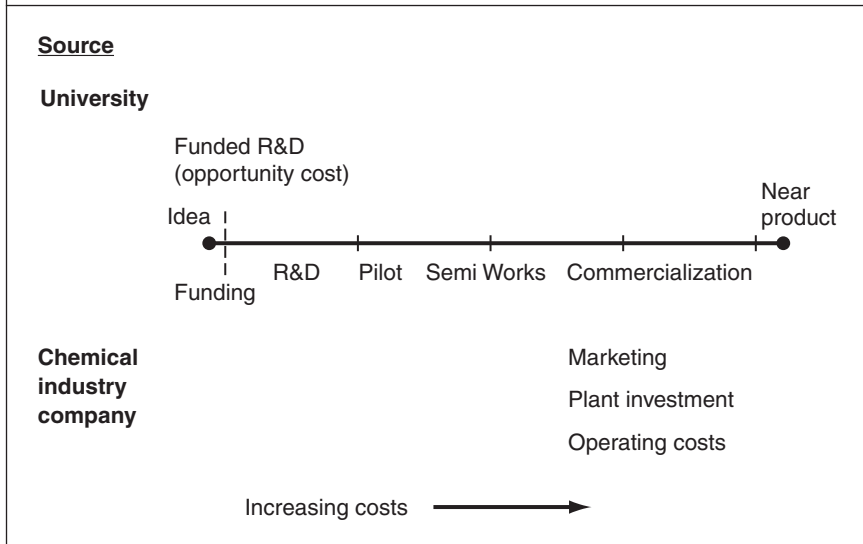 Source
University
Funded R&D
(opportunity cost)
Near
product
Idea
R&D Pilot Semi Works Commercialization
Funding
Chemical
industry
company
Marketing
Plant investment
Operating costs
Increasing costs